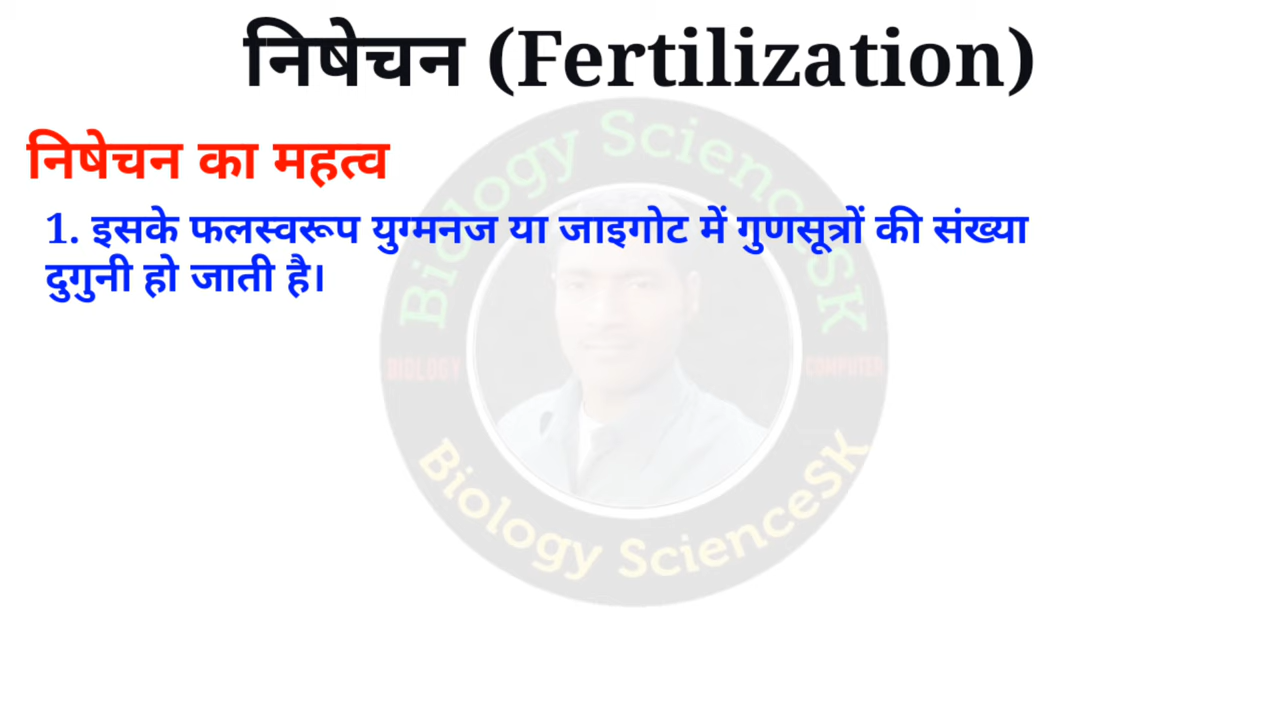 निषेचन (Fertilization)
निषेचन का महत्व
1. इसके फलस्वरूप युग्मनज या जाइगोट में गुणसूत्रों की संख्या
दुगुनी हो जाती है।
Biology ScienceSK
BIOLOGY
COMPUTER
Biology ScienceSK